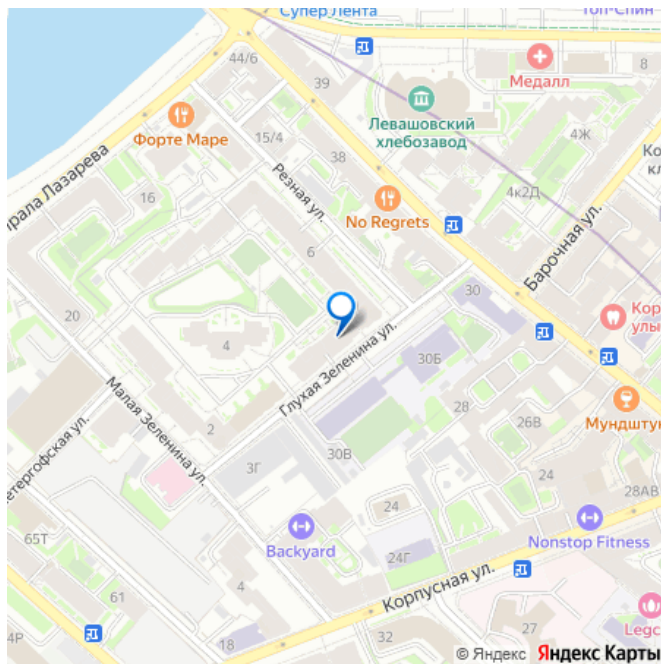 Супер Лента
Топ-Спин
44/6
39
Медалл
8
Форте Маре
15/4
Левашовский
хлебозавод
4Ж
38
Резная ул.
4к2Д
16
No Regrets
Барочная ул.
6
20
30
4
Глухая Зеленина ул.
30Б
Малая Зеленина ул.
28
26В
Мундштук
2
30В
3Г
24
28АВ
24
Backyard
Nonstop Fitness
65Т
24Г
Корпусная ул.
4
61
27
18
32
4Р
© Яндекс Яндекс Карты